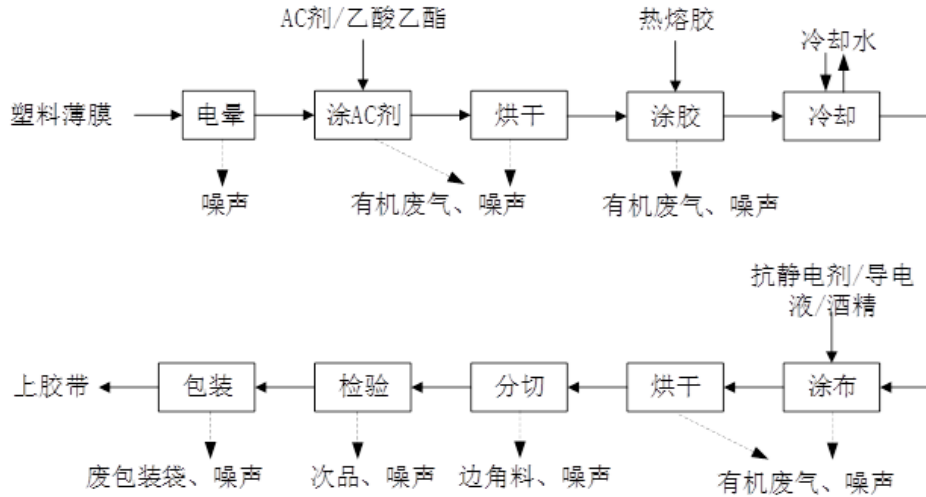 AC剂/乙酸乙酯
热熔胶
冷却水
塑料薄膜
电晕
涂AC剂
烘干
涂胶
冷却
噪声
有机废气、噪声
有机废气、噪声
抗静电剂/导电
液/酒精
上胶带
包装
检验
分切
烘干
涂布
废包装袋、噪声
次品、噪声
边角料、噪声
有机废气、噪声